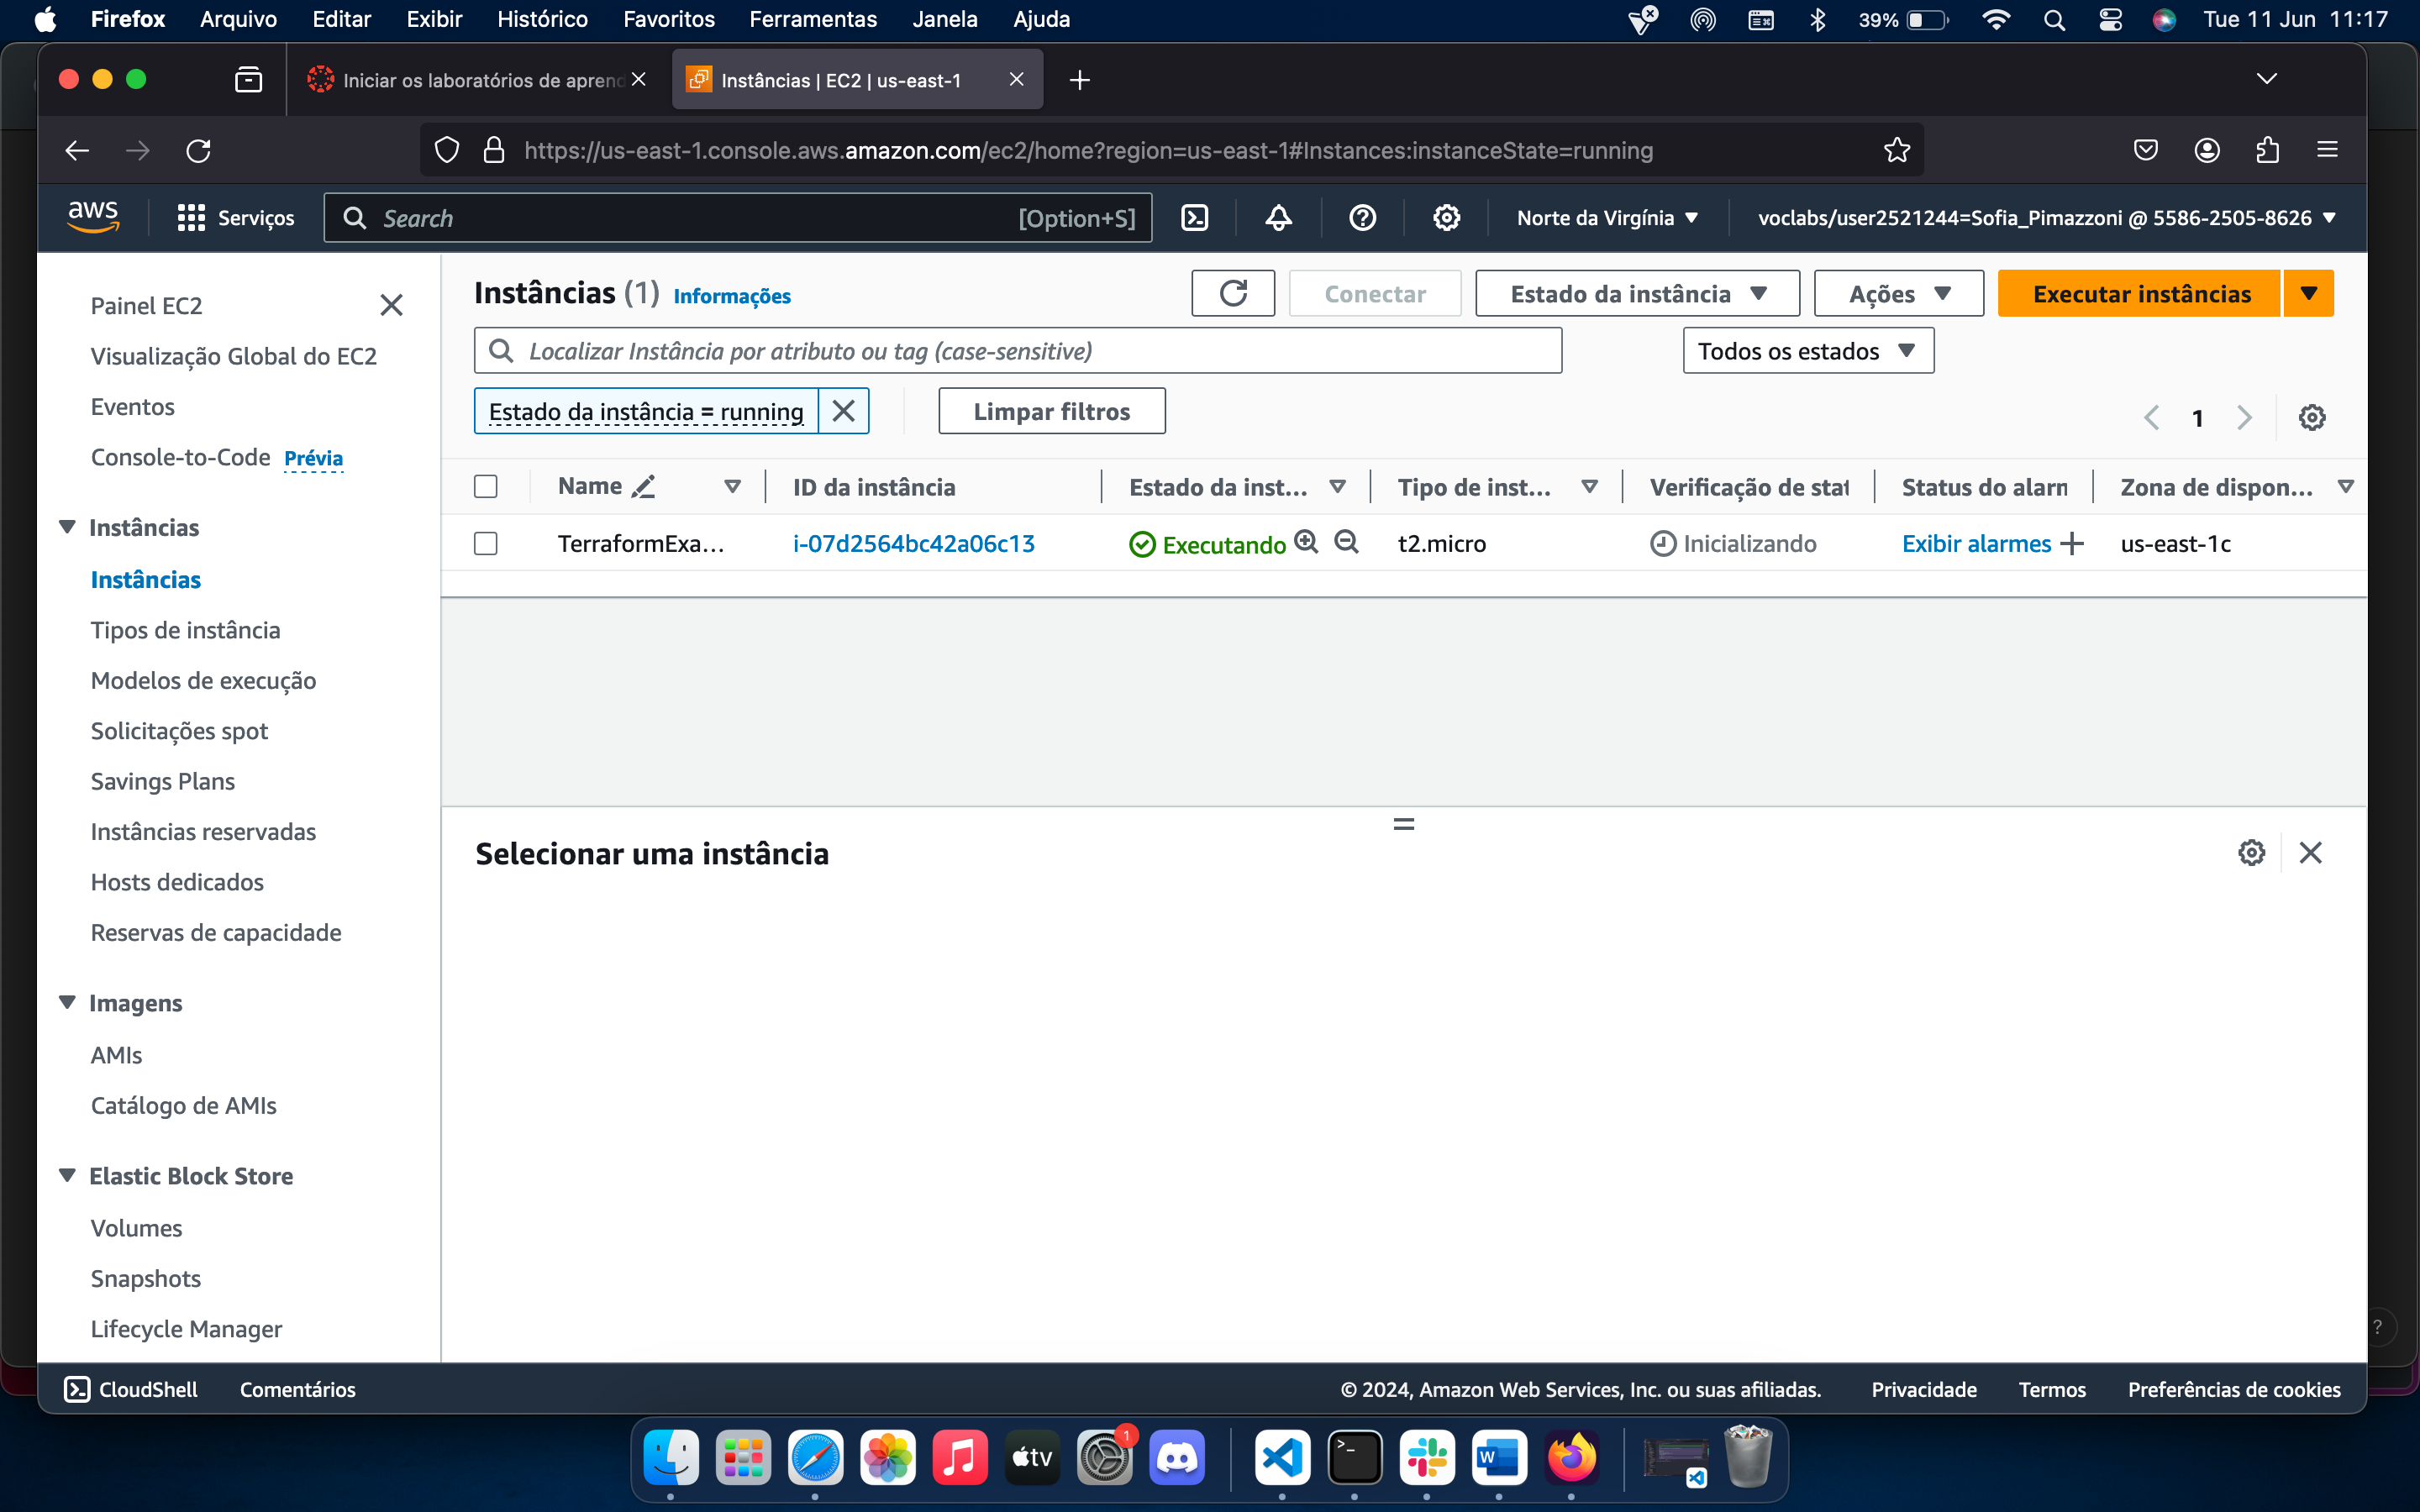 Firefox Arquivo Editar Exibir Histórico Favoritos Ferramentas Janela Ajuda 39% Tue 11 Jun 11:17
Iniciar os laboratórios de aprend Instâncias | EC2 | us-east-1
https://us-east-1.console.aws.amazon.com/ec2/home?region=us-east-1#Instances:instanceState=running
aws Serviços Search [Option+S] Norte da Virgínia voclabs/user2521244=Sofia_Pimazzoni @ 5586-2505-8626
Painel EC2
Visualização Global do EC2
Eventos
Console-to-Code Prévia
Instâncias
Instâncias
Tipos de instância
Modelos de execução
Solicitações spot
Savings Plans
Instâncias reservadas
Hosts dedicados
Reservas de capacidade
Imagens
AMIs
Catálogo de AMIs
Elastic Block Store
Volumes
Snapshots
Lifecycle Manager
Instâncias (1) Informações Conectar Estado da instância Ações Executar instâncias
Localizar Instância por atributo ou tag (case-sensitive) Todos os estados
Estado da instância = running Limpar filtros 1
Name ID da instância Estado da inst... Tipo de inst... Verificação de stat Status do alarm Zona de dispon...
TerraformExa... i-07d2564bc42a06c13 Executando t2.micro Inicializando Exibir alarmes + us-east-1c
Selecionar uma instância
?
CloudShell Comentários © 2024, Amazon Web Services, Inc. ou suas afiliadas. Privacidade Termos Preferências de cookies
1
tv
>_
W